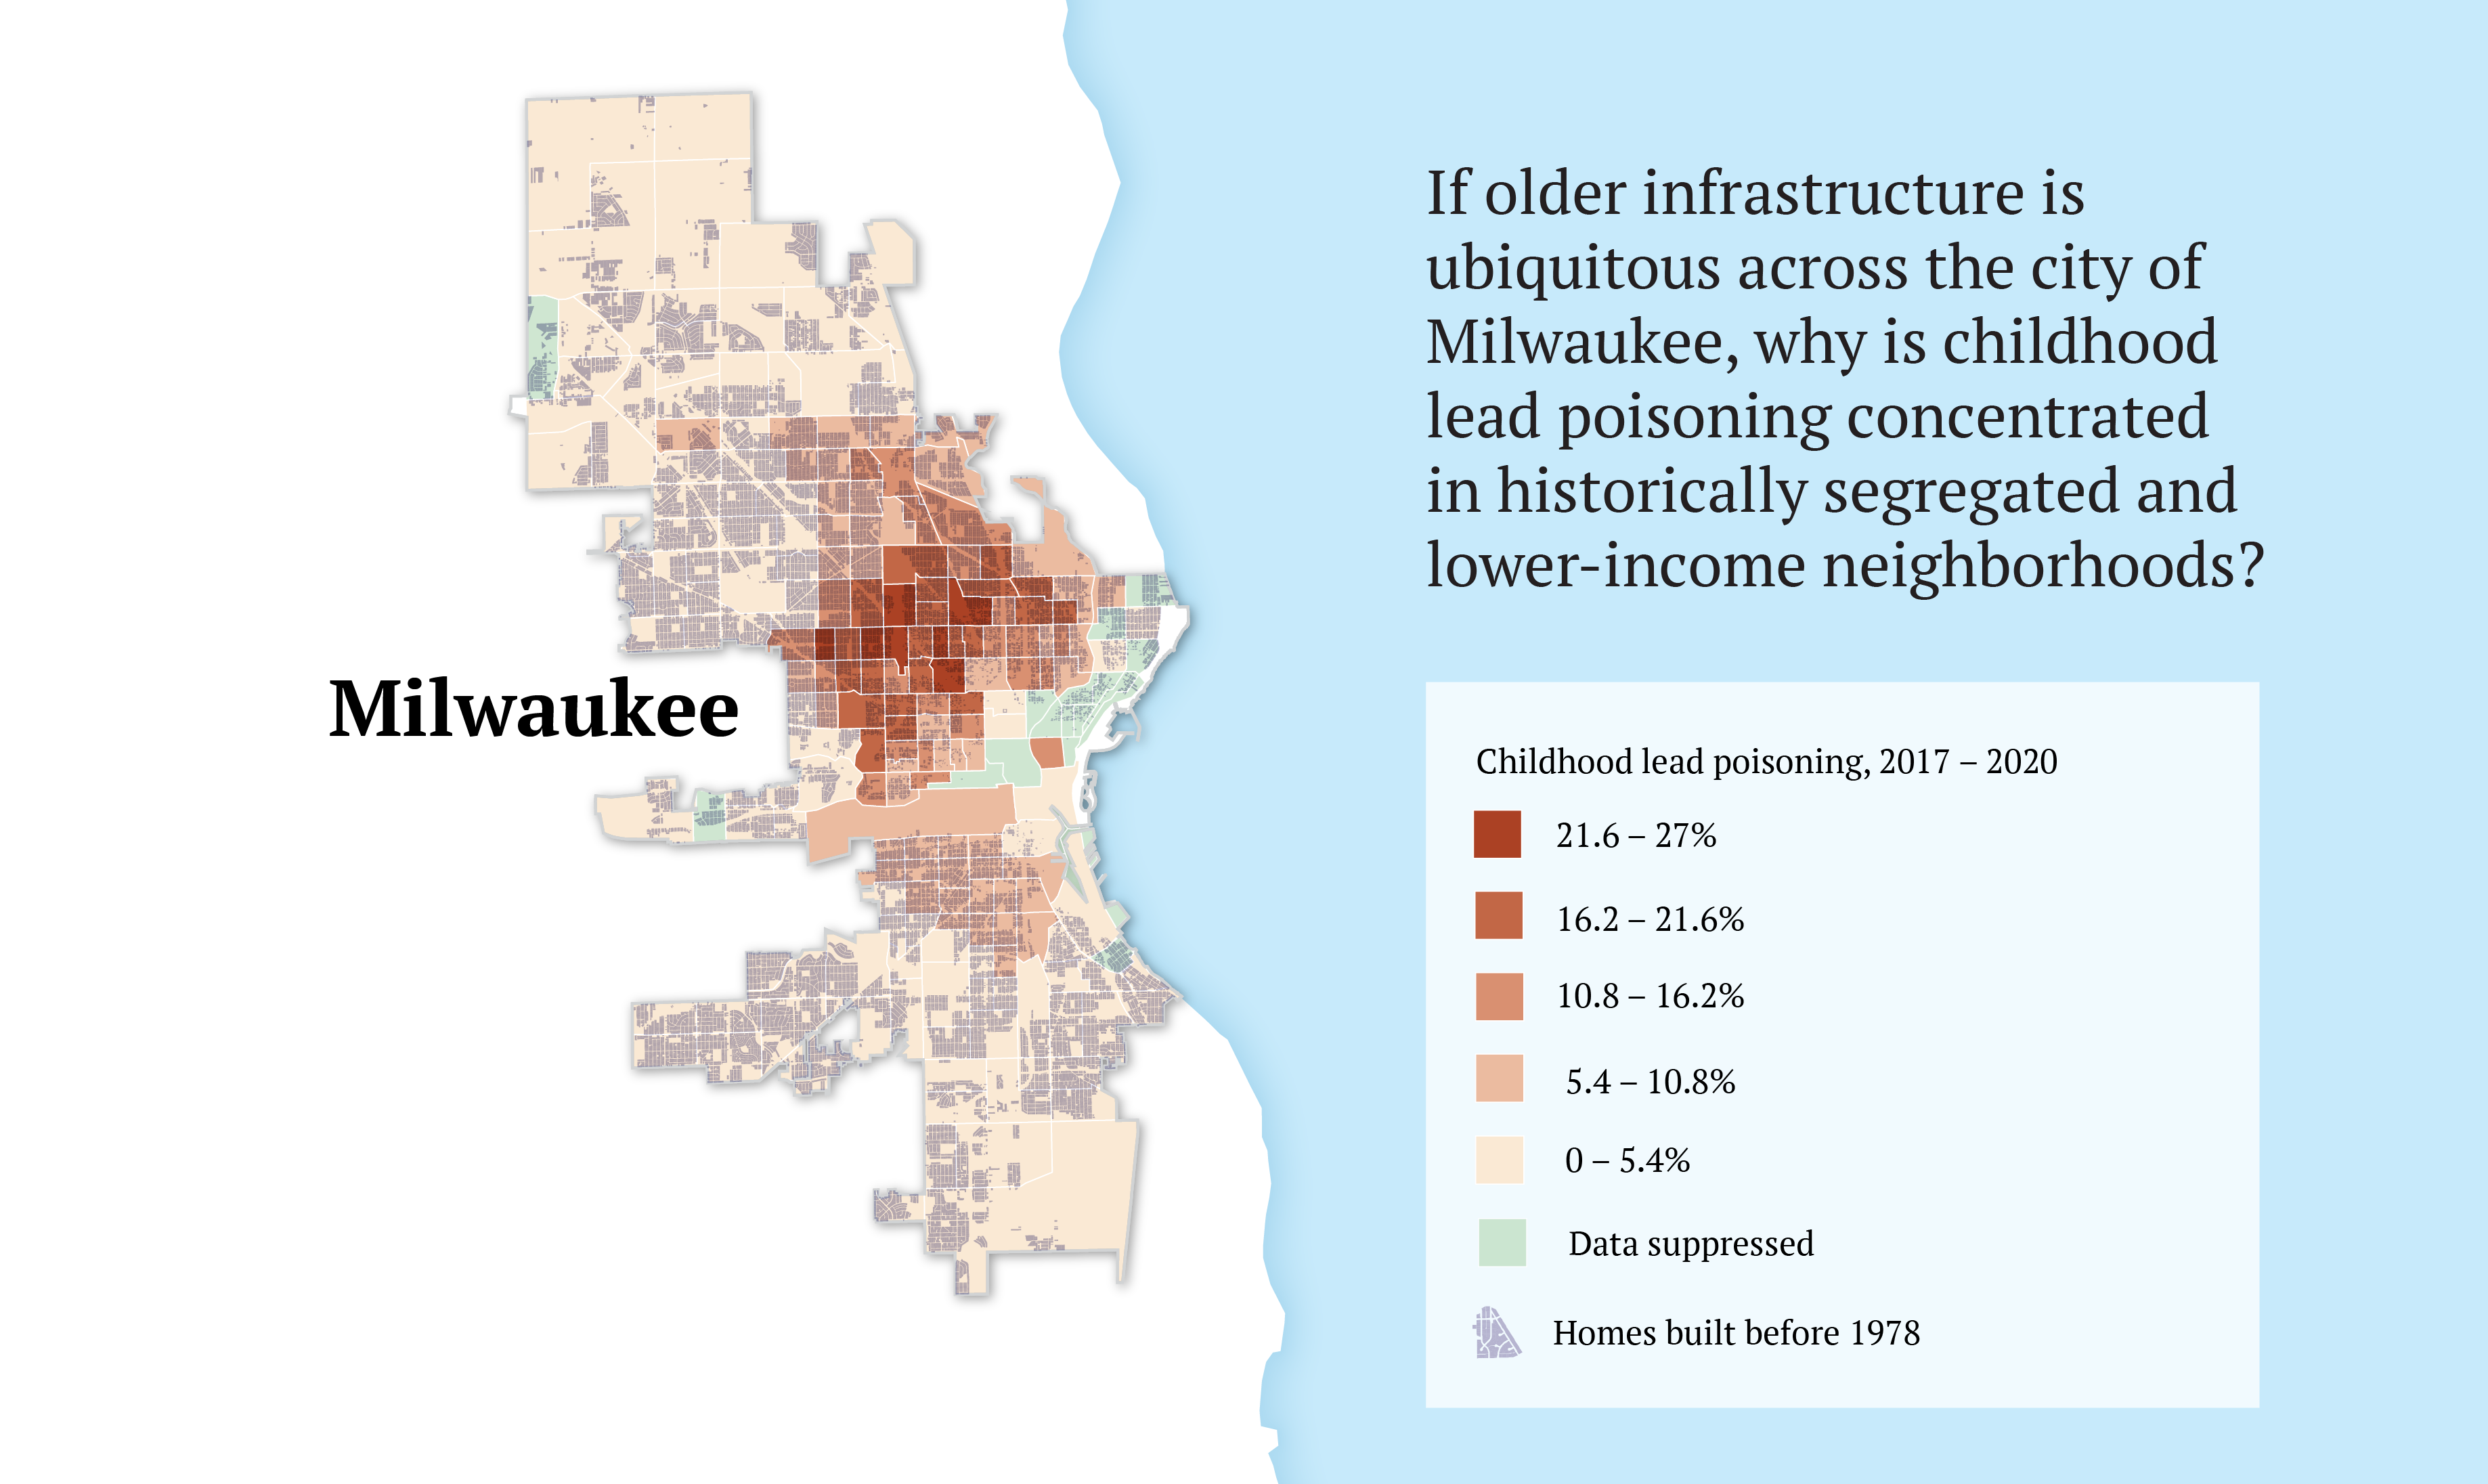 Milwaukee
If older infrastructure is
ubiquitous across the city of
Milwaukee, why is childhood
lead poisoning concentrated
in historically segregated and
lower-income neighborhoods?
Childhood lead poisoning, 2017 – 2020
21.6 – 27%
16.2 – 21.6%
10.8 – 16.2%
5.4 – 10.8%
0 – 5.4%
Data suppressed
Homes built before 1978